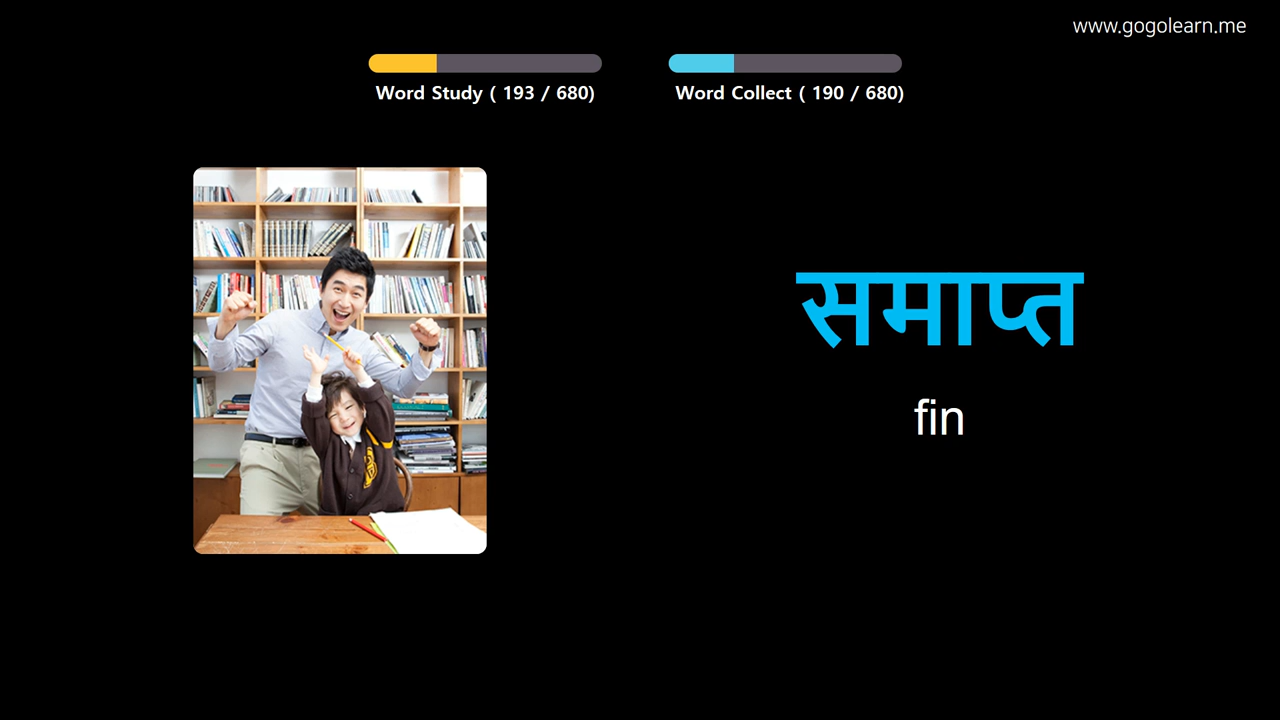 www.gogolearn.me
Word Study ( 193 / 680)
Word Collect ( 190 / 680)
समाप्त
fin